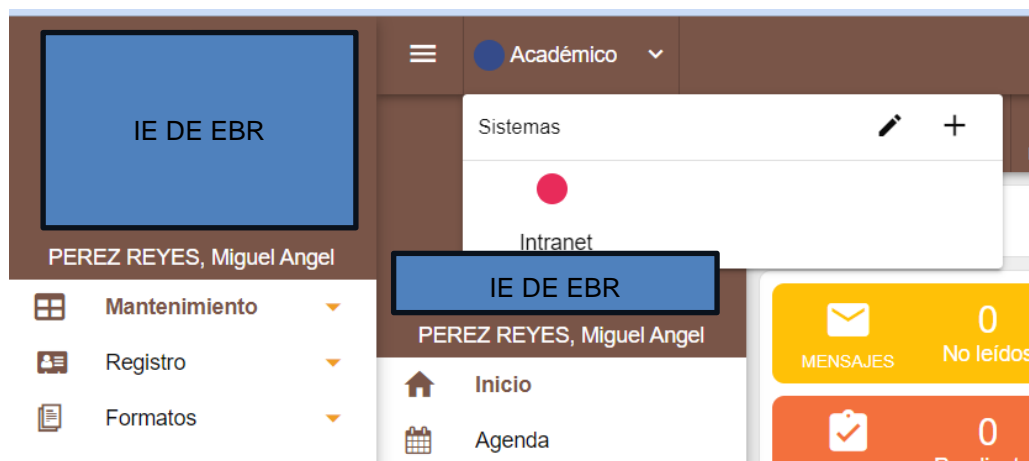 IE DE EBR
PEREZ REYES, Miguel Angel
Mantenimiento
Registro
Formatos
Académico
Sistemas
Intranet
IE DE EBR
PEREZ REYES, Miguel Angel
Inicio
Agenda
0
MENSAJES No leídos
0